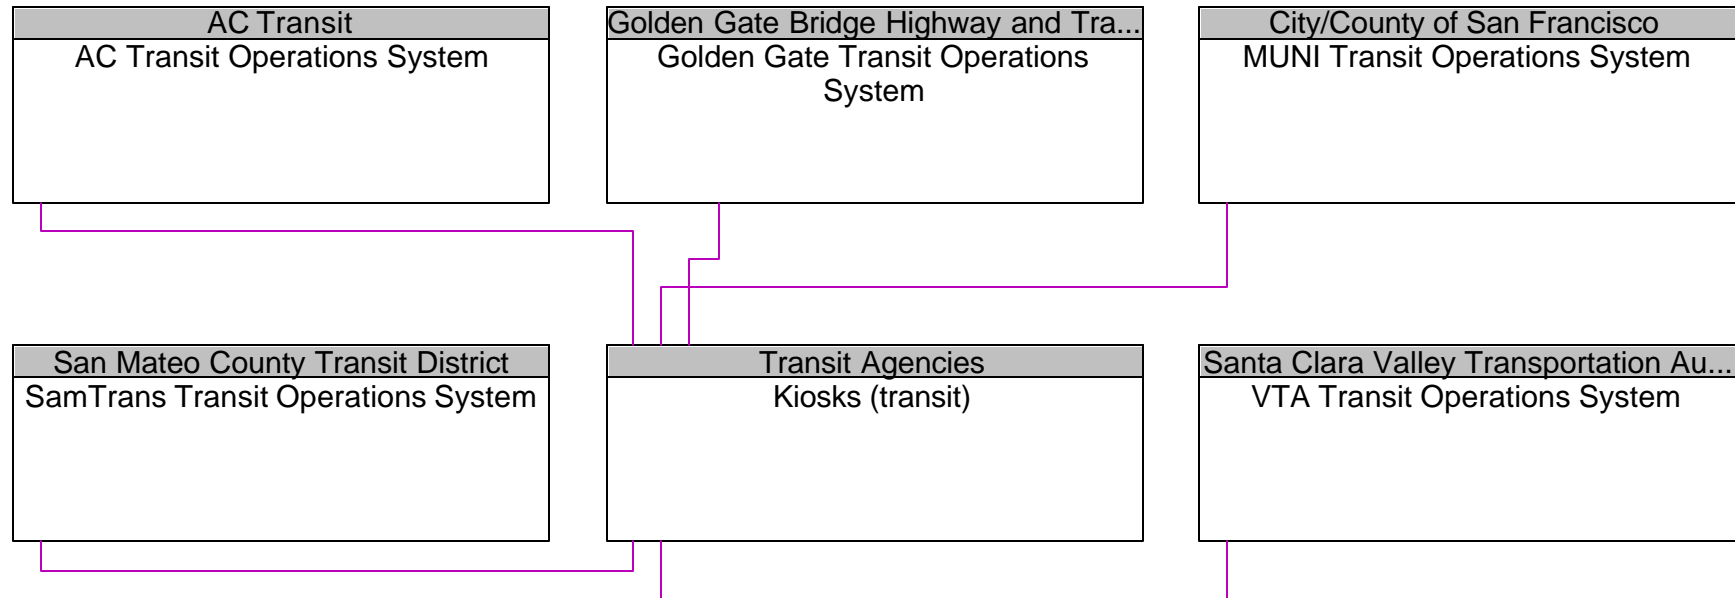 AC Transit
AC Transit Operations System
Golden Gate Bridge Highway and Tra...
Golden Gate Transit Operations
System
City/County of San Francisco
MUNI Transit Operations System
San Mateo County Transit District
SamTrans Transit Operations System
Transit Agencies
Kiosks (transit)
Santa Clara Valley Transportation Au...
VTA Transit Operations System